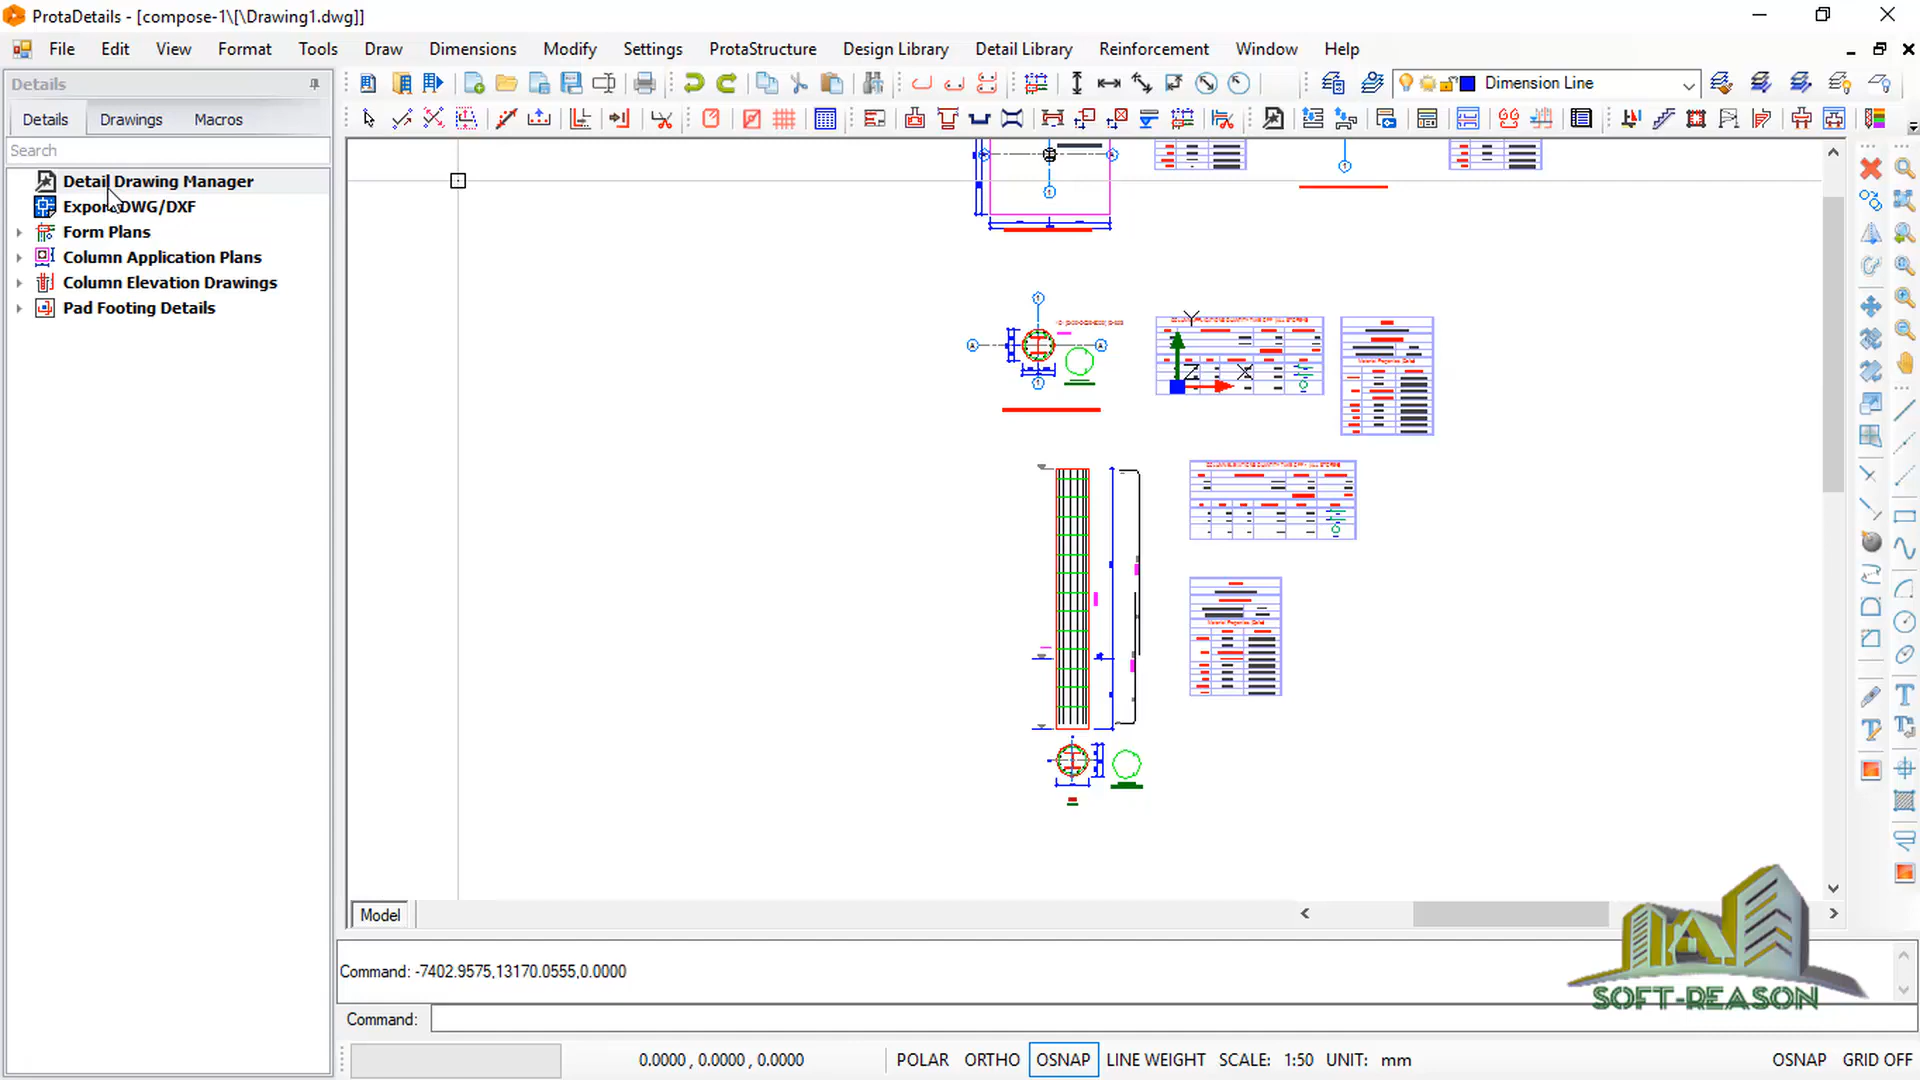 ProtaDetails - [compose-1\[\Drawing1.dwg]]
File Edit View Format Tools Draw Dimensions Modify Settings ProtaStructure Design Library Detail Library Reinforcement Window Help
Details
Dimension Line
Details Drawings Macros
Search
Detail Drawing Manager
Export DWG/DXF
Form Plans
Column Application Plans
Column Elevation Drawings
Pad Footing Details
Y
Z X
Model
Command: -7402.9575,13170.0555,0.0000
SOFT-REASON
Command:
0.0000 , 0.0000 , 0.0000 POLAR ORTHO OSNAP LINE WEIGHT SCALE: 1:50 UNIT: mm OSNAP GRID OFF